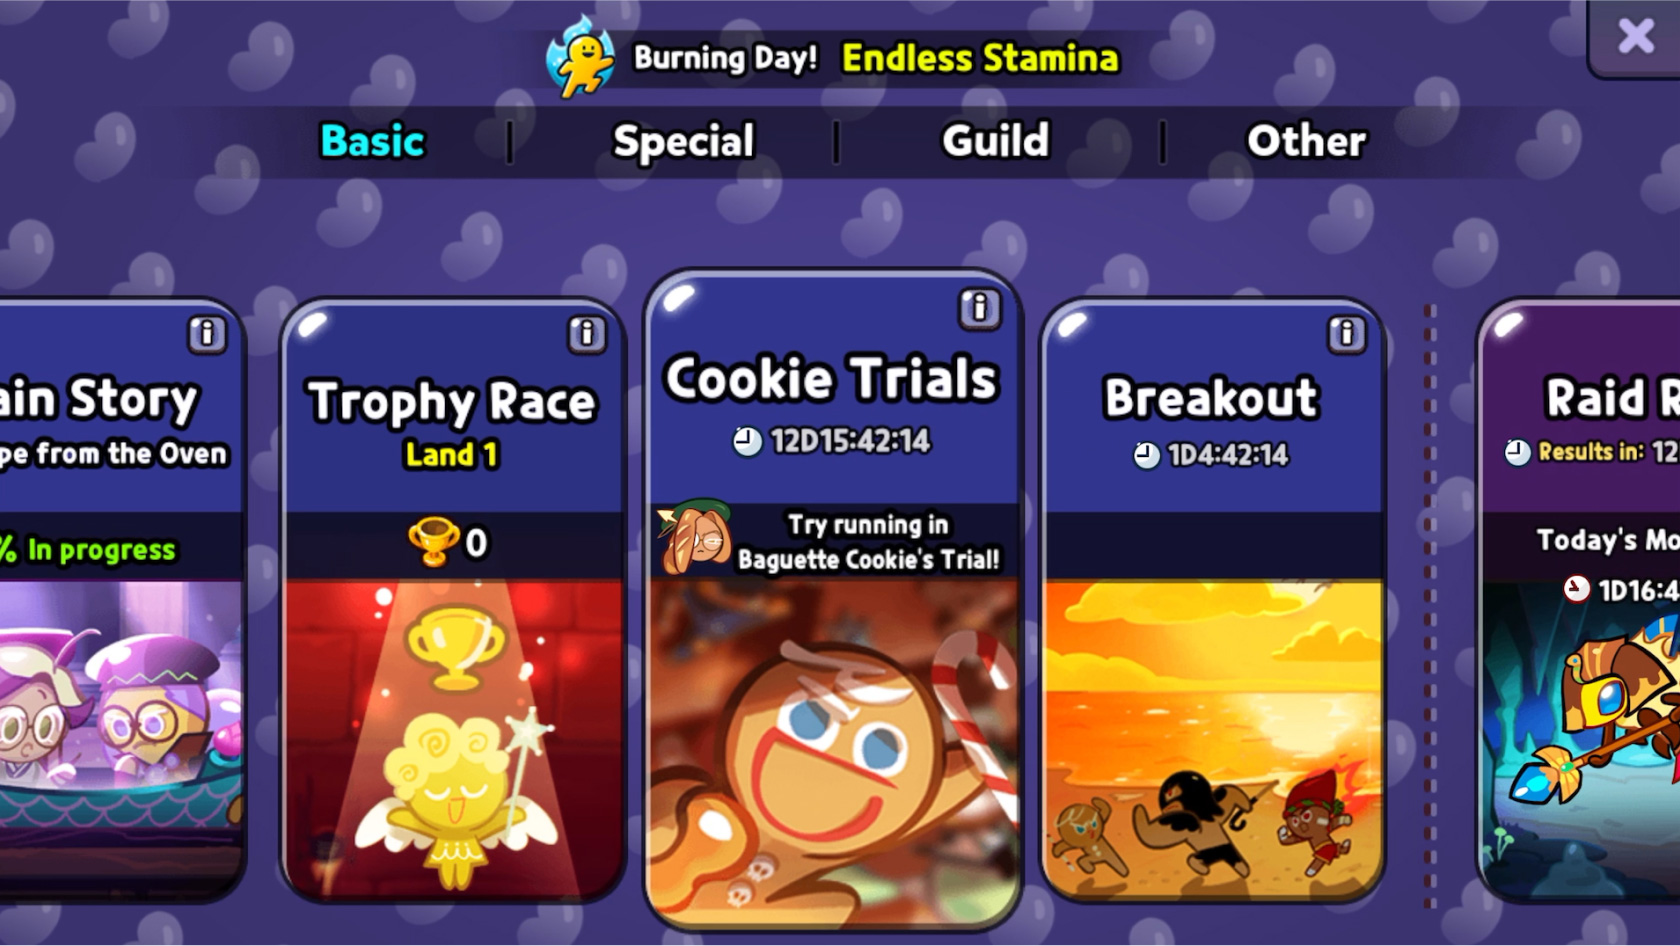 Burning Day! Endless Stamina
Basic
Special
Guild
Other
ain Story
pe from the Oven
% In progress
Trophy Race
Land 1
0
Cookie Trials
12D15:42:14
Try running in
Baguette Cookie's Trial!
Breakout
1D4:42:14
Raid R
Results in: 12
Today's Mo
1D16:4